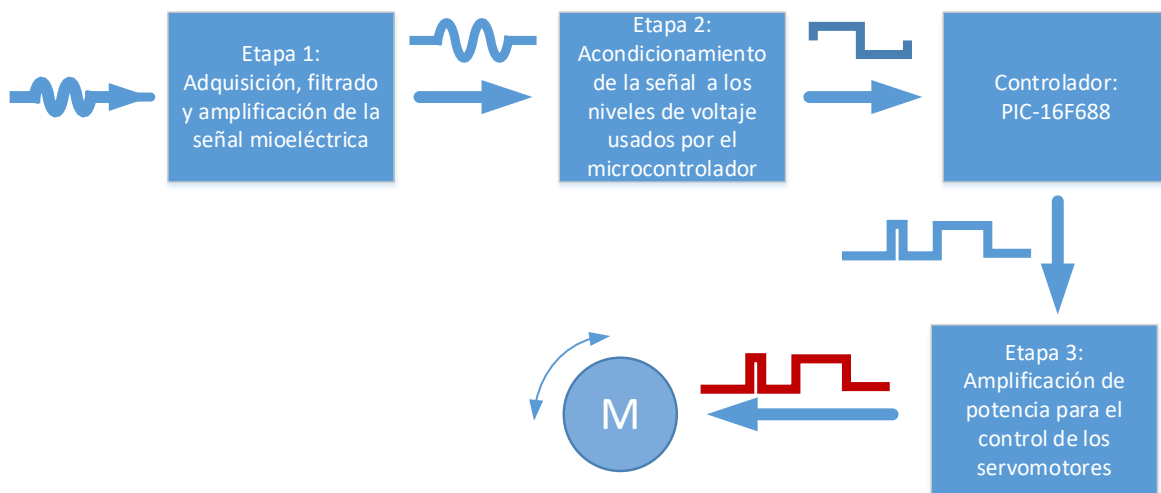 Etapa 1:
Adquisición, filtrado
y amplificación de la
señal mioeléctrica
Etapa 2:
Acondicionamiento
de la señal a los
niveles de voltaje
usados por el
microcontrolador
Controlador:
PIC-16F688
Etapa 3:
Amplificación de
potencia para el
control de los
servomotores
M